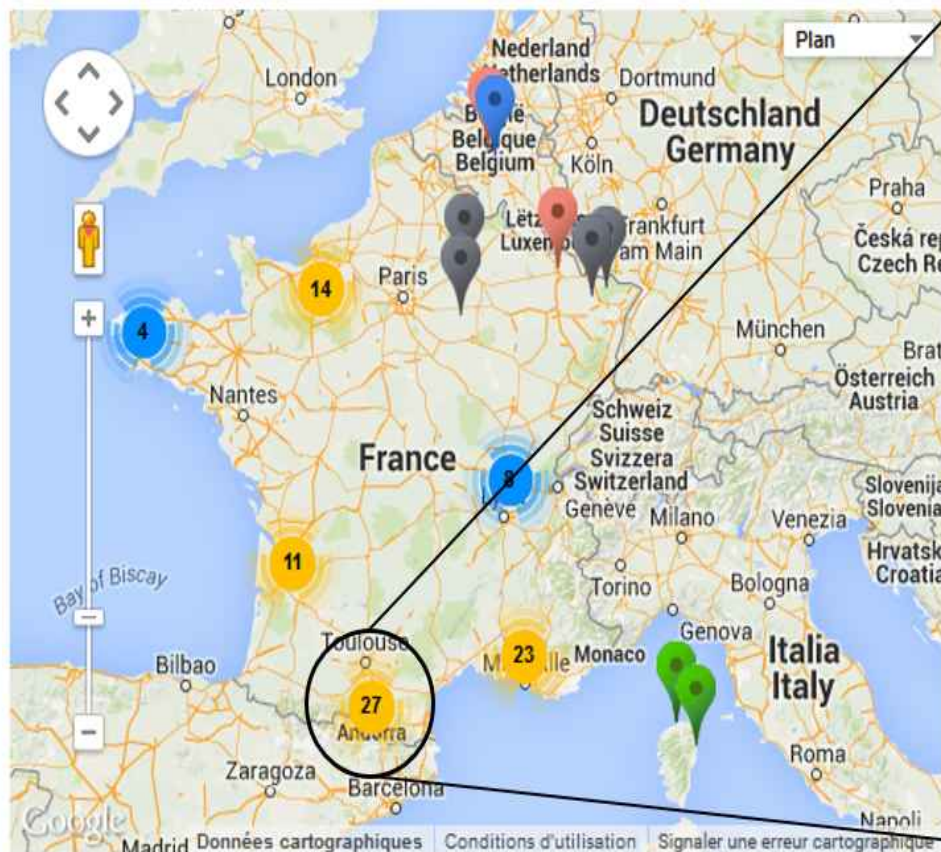 Nederland
Netherlands
Plan
London
Dortmund
België
Belgique
Belgium
Deutschland
Germany
Köln
Praha
Luxem
Frankfurt
am Main
Česká rep
Czech Re
Paris
14
4
München
Brat
Österreich
Austria
Nantes
Schweiz
Suisse
Svizzera
Switzerland
France
8
Genève
Milano
Venezia
Slovenija
Slovenia
Hrvatsk
Croatia
11
Bay of Biscay
Torino
Bologna
Genova
Toulouse
23
Monaco
Italia
Italy
Bilbao
27
Andorra
Zaragoza
Barcelona
Roma
Napoli
Google
Madrid
Données cartographiques
Conditions d'utilisation
Signaler une erreur cartographique